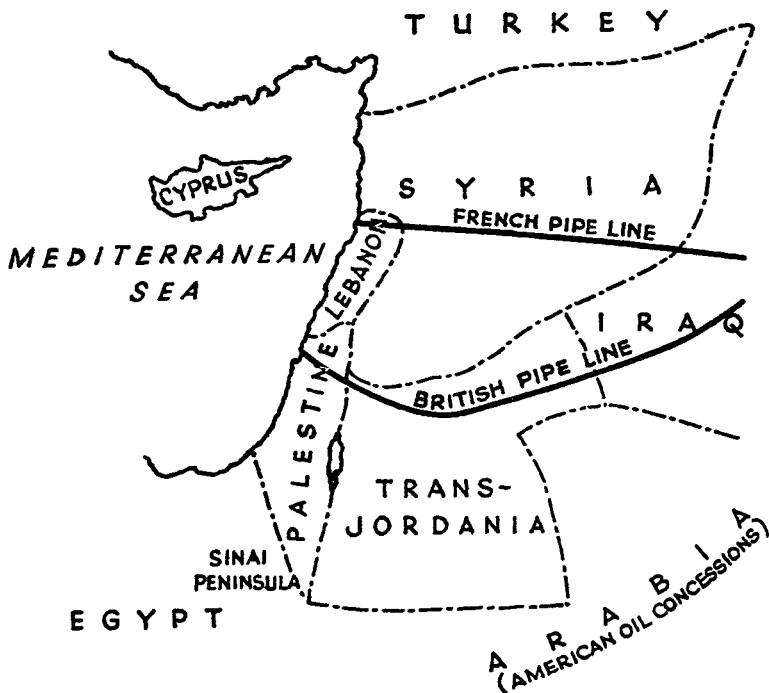 TURKEY
CYPRUS
SYRIA
FRENCH PIPE LINE
MEDITERRANEAN
SEA
LEBANON
IRAQ
BRITISH PIPE LINE
PALESTINE
TRANS-
JORDANIA
SINAI
PENINSULA
EGYPT
ARABIA
(AMERICAN OIL CONCESSIONS)